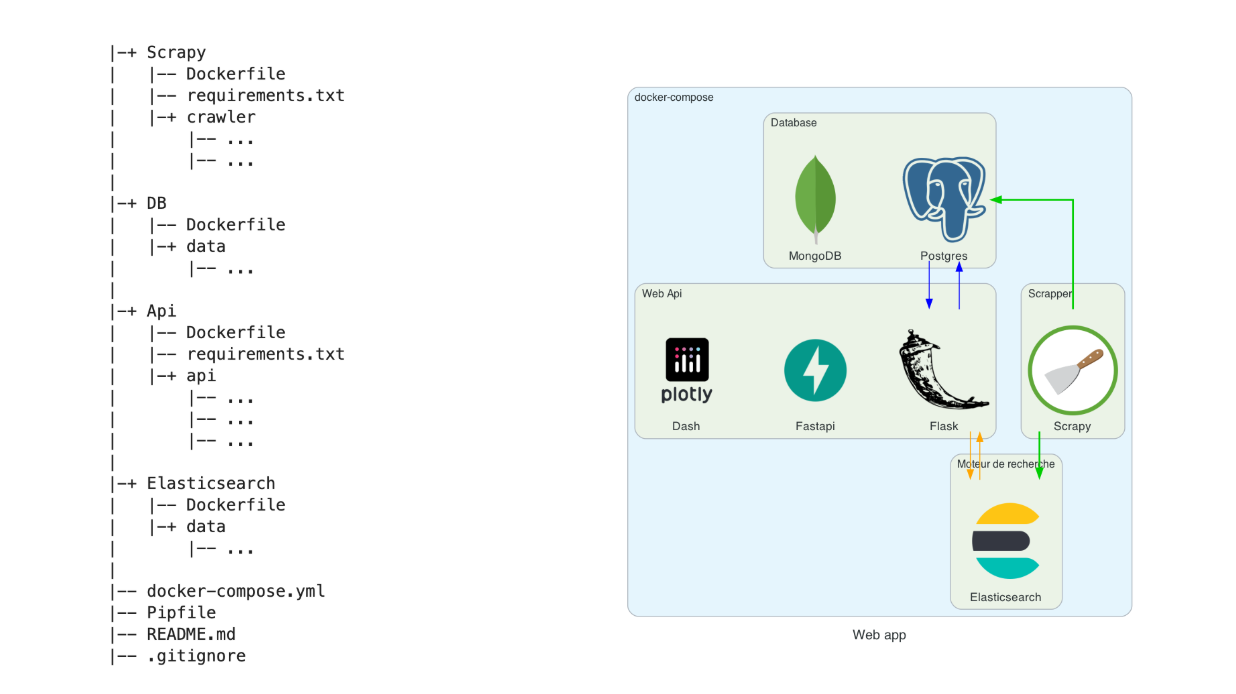 |-+ Scrapy
|   |-- Dockerfile
|   |-- requirements.txt
|   |-+ crawler
|       |-- ...
|       |-- ...
|
|-+ DB
|   |-- Dockerfile
|   |-+ data
|       |-- ...
|
|-+ Api
|   |-- Dockerfile
|   |-- requirements.txt
|   |-+ api
|       |-- ...
|       |-- ...
|       |-- ...
|
|-+ Elasticsearch
|   |-- Dockerfile
|   |-+ data
|       |-- ...
|
|-- docker-compose.yml
|-- Pipfile
|-- README.md
|-- .gitignore
docker-compose
Database
MongoDB
Postgres
Web Api
plotly
Dash
Fastapi
Flask
Scrapper
Scrapy
Moteur de recherche
Elasticsearch
Web app